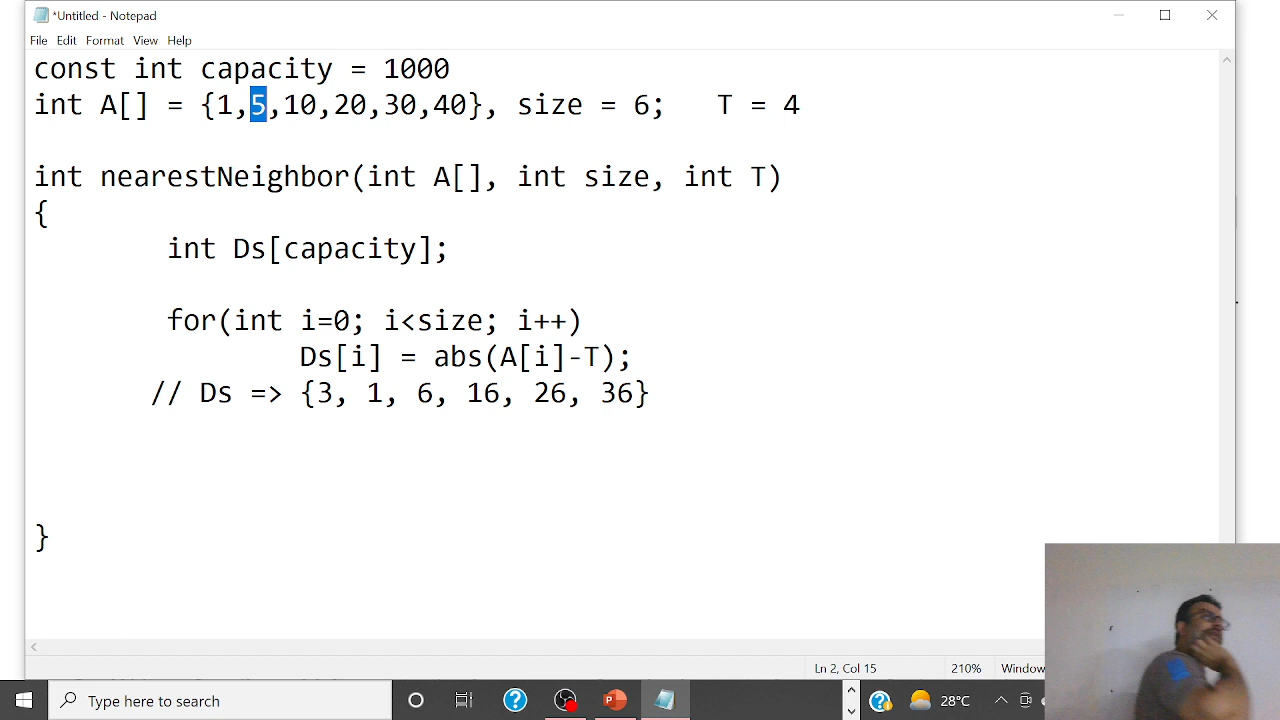 *Untitled - Notepad
File Edit Format View Help
const int capacity = 1000
int A[] = {1,5,10,20,30,40}, size = 6;   T = 4
int nearestNeighbor(int A[], int size, int T)
{
int Ds[capacity];
for(int i=0; i<size; i++)
Ds[i] = abs(A[i]-T);
// Ds => {3, 1, 6, 16, 26, 36}
}
Ln 2, Col 15 210% Window
Type here to search 28°C